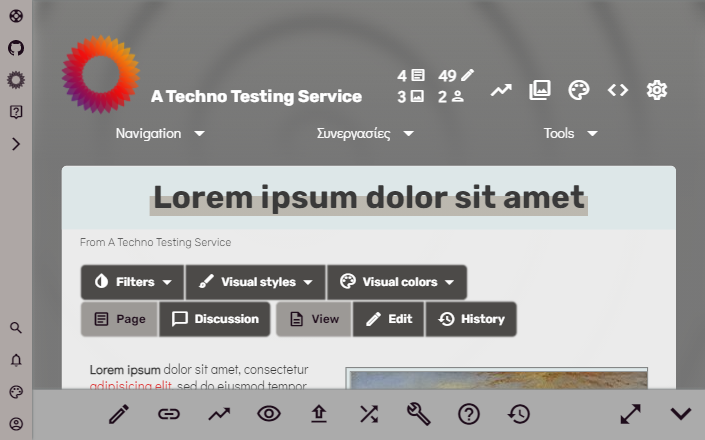 A Techno Testing Service
4 49
3 2
Navigation Συνεργασίες Tools
Lorem ipsum dolor sit amet
From A Techno Testing Service
Filters Visual styles Visual colors
Page Discussion View Edit History
Lorem ipsum dolor sit amet, consectetur
adipisicing elit, sed do eiusmod tempor